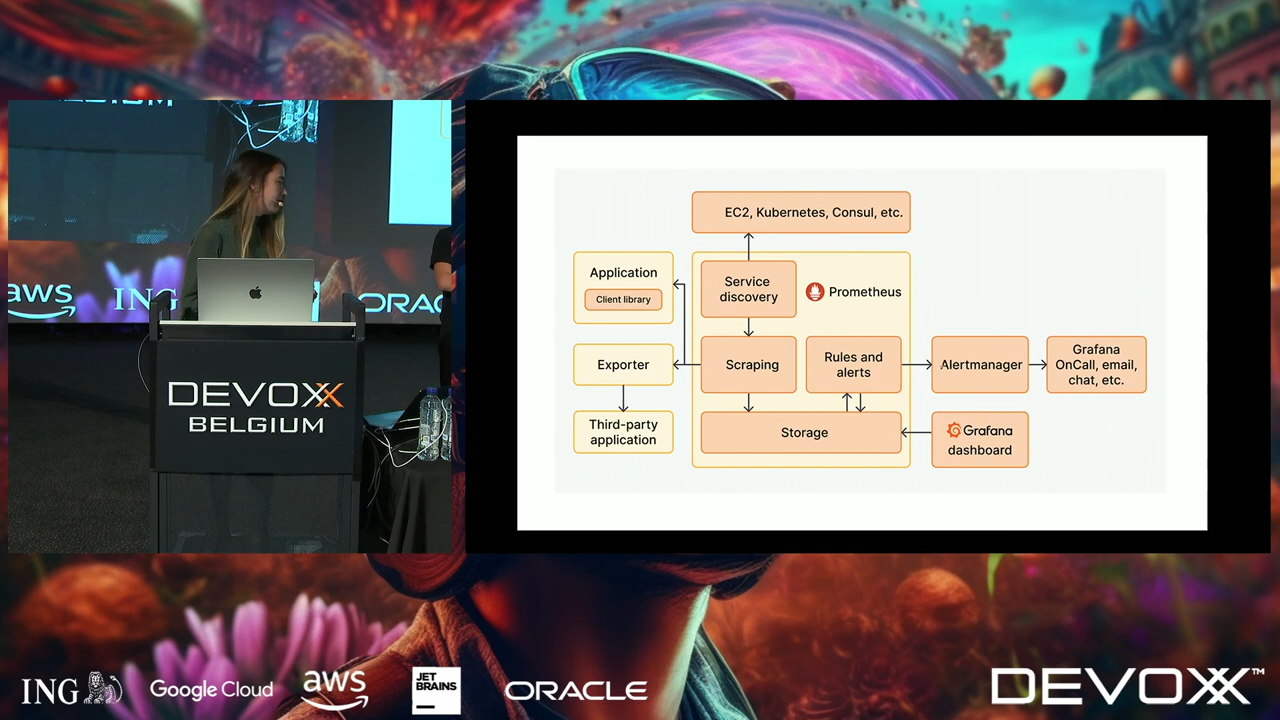 ELGIUM
aws
ING
ORAC
DEVOXX
BELGIUM
EC2, Kubernetes, Consul, etc.
Application
Client library
Service
discovery
Prometheus
Exporter
Scraping
Rules and
alerts
Alertmanager
Grafana
OnCall, email,
chat, etc.
Third-party
application
Storage
Grafana
dashboard
ING
Google Cloud
aws
JET
BRAINS
ORACLE
DEVOXX™